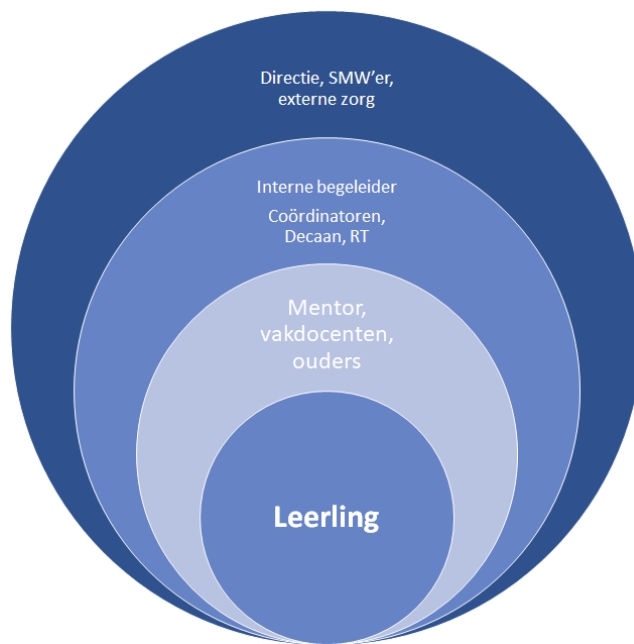 Directie, SMW'er,
externe zorg
Interne begeleider
Coördinatoren,
Decaan, RT
Mentor,
vakdocenten,
ouders
Leerling